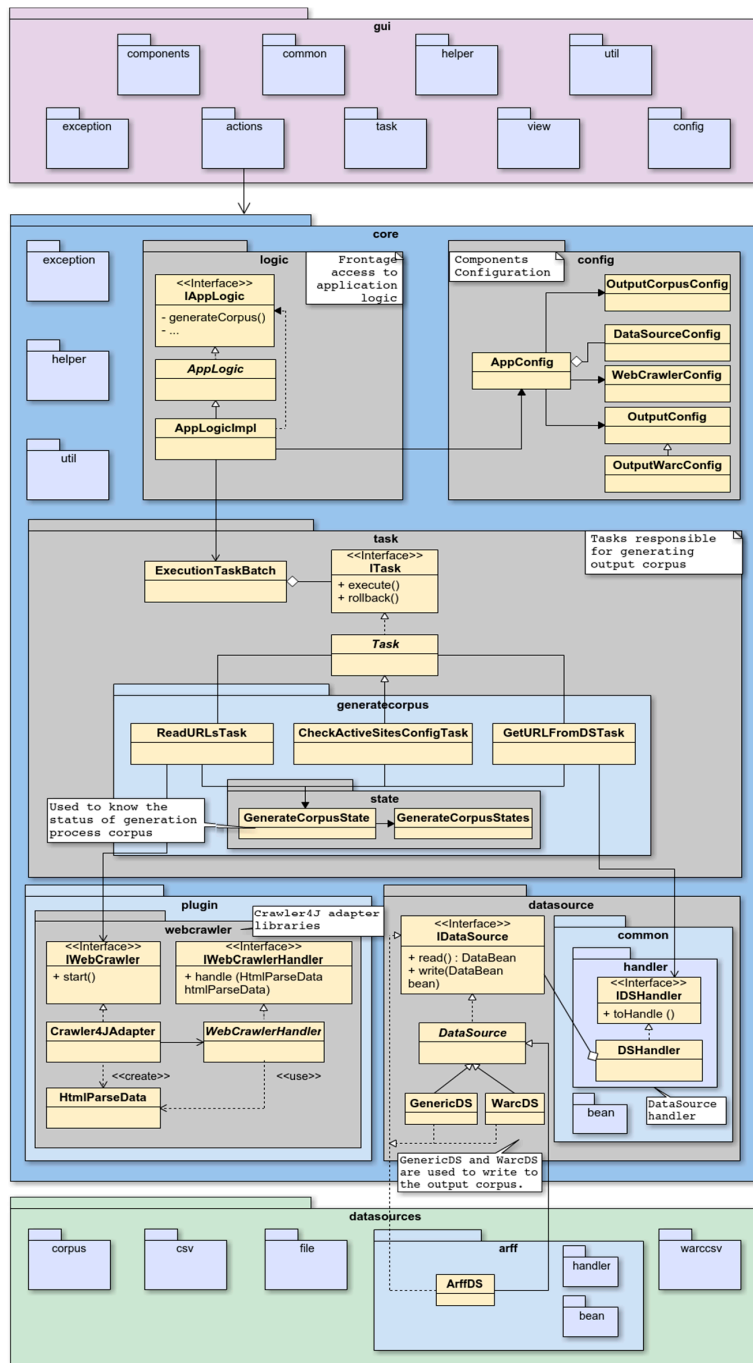 gui
components
common
helper
util
exception
actions
task
view
config
core
exception
helper
util
logic
Frontage
access to
application
logic
<<Interface>>
IAppLogic
- generateCorpus()
- ...
AppLogic
AppLogicImpl
Components
Configuration
config
OutputCorpusConfig
DataSourceConfig
AppConfig
WebCrawlerConfig
OutputConfig
OutputWarcConfig
task
Tasks responsible
for generating
output corpus
ExecutionTaskBatch
<<Interface>>
ITask
+ execute()
+ rollback()
Task
generatecorpus
ReadURLsTask
CheckActiveSitesConfigTask
GetURLFromDSTask
Used to know the
status of generation
process corpus
state
GenerateCorpusState
GenerateCorpusStates
plugin
Crawler4J adapter
libraries
webcrawler
<<Interface>>
IWebCrawler
+ start()
<<Interface>>
IWebCrawlerHandler
+ handle (HtmlParseData
htmlParseData)
Crawler4JAdapter
WebCrawlerHandler
<<create>>
<<use>>
HtmlParseData
datasource
<<Interface>>
IDataSource
+ read() : DataBean
+ write(DataBean
bean)
DataSource
GenericDS
WarcDS
GenericDS and WarcDS
are used to write to
the output corpus.
common
handler
<<Interface>>
IDSHandler
+ toHandle ()
DSHandler
bean
DataSource
handler
datasources
corpus
csv
file
arff
ArffDS
handler
bean
warccsv